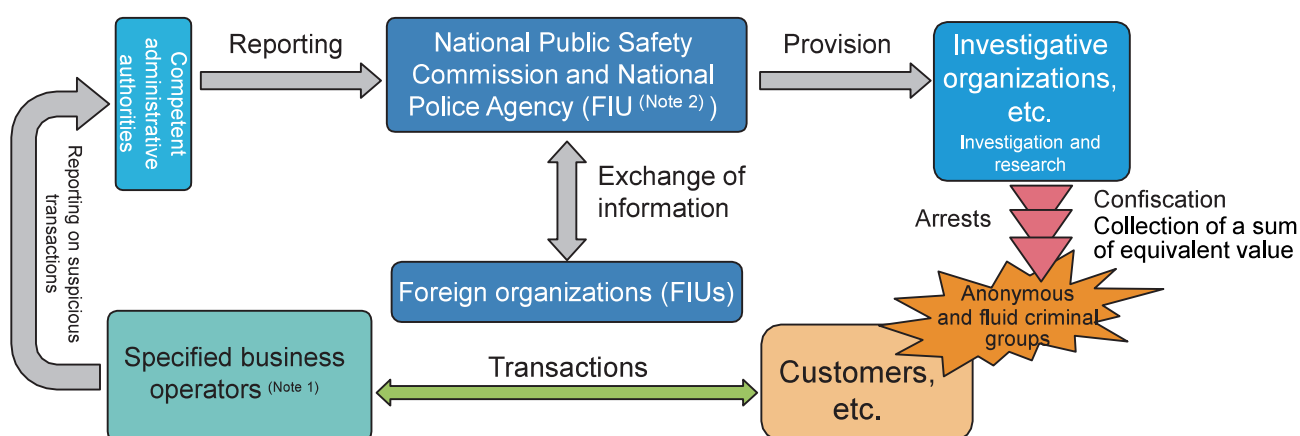 Competent
administrative
authorities
Reporting
National Public Safety
Commission and National
Police Agency (FIU (Note 2) )
Provision
Investigative
organizations,
etc.
Investigation and
research
Reporting on suspicious
transactions
Exchange of
information
Arrests
Confiscation
Collection of a sum
of equivalent value
Foreign organizations (FIUs)
Anonymous
and fluid criminal
groups
Specified business
operators (Note 1)
Transactions
Customers,
etc.